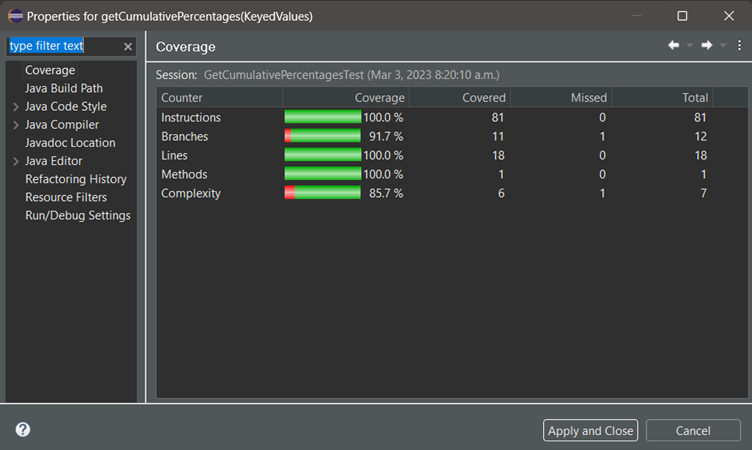 Properties for getCumulativePercentages(KeyedValues)
type filter text
Coverage
Java Build Path
Java Code Style
Java Compiler
Javadoc Location
Java Editor
Refactoring History
Resource Filters
Run/Debug Settings
Coverage
Session: GetCumulativePercentagesTest (Mar 3, 2023 8:20:10 a.m.)
Counter Coverage Covered Missed Total
Instructions 100.0 % 81 0 81
Branches 91.7 % 11 1 12
Lines 100.0 % 18 0 18
Methods 100.0 % 1 0 1
Complexity 85.7 % 6 1 7
Apply and Close
Cancel